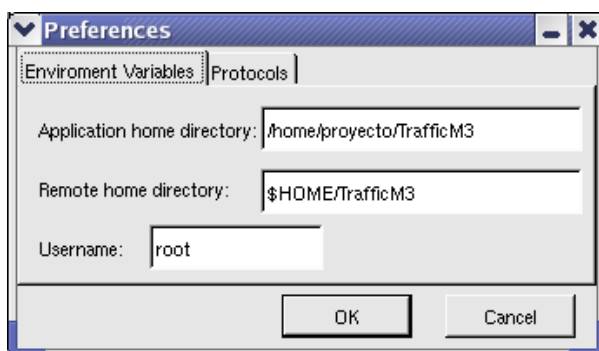 Preferences
Enviroment Variables Protocols
Application home directory: /home/proyecto/TrafficM3
Remote home directory: $HOME/TrafficM3
Username: root
OK Cancel